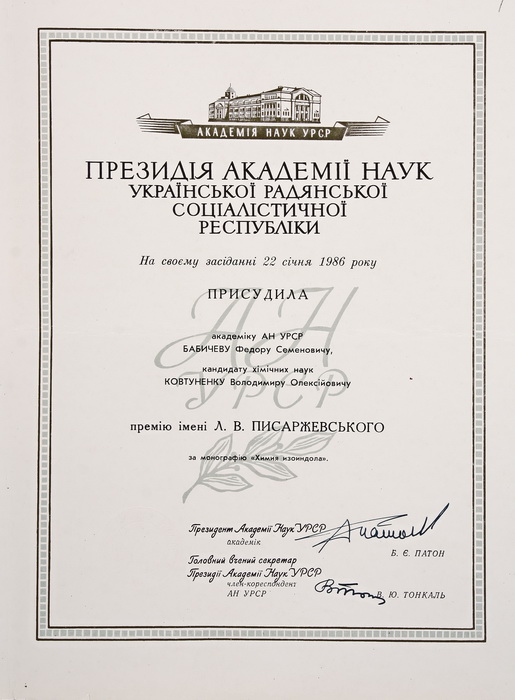 АКАДЕМІЯ НАУК УРСР
ПРЕЗИДІЯ АКАДЕМІЇ НАУК
УКРАЇНСЬКОЇ РАДЯНСЬКОЇ
СОЦІАЛІСТИЧНОЇ
РЕСПУБЛІКИ
На своєму засіданні 22 січня 1986 року
ПРИСУДИЛА
АН
УРСР
академіку АН УРСР
БАБИЧЕВУ Федору Семеновичу,
кандидату хімічних наук
КОВТУНЕНКУ Володимиру Олексійовичу
премію імені Л. В. ПИСАРЖЕВСЬКОГО
за монографію «Химия изоиндола».
Президент Академії Наук УРСР
академік
Б. Є. ПАТОН
Головний вчений секретар
Президії Академії Наук УРСР
член-кореспондент
АН УРСР
В. Ю. ТОНКАЛЬ